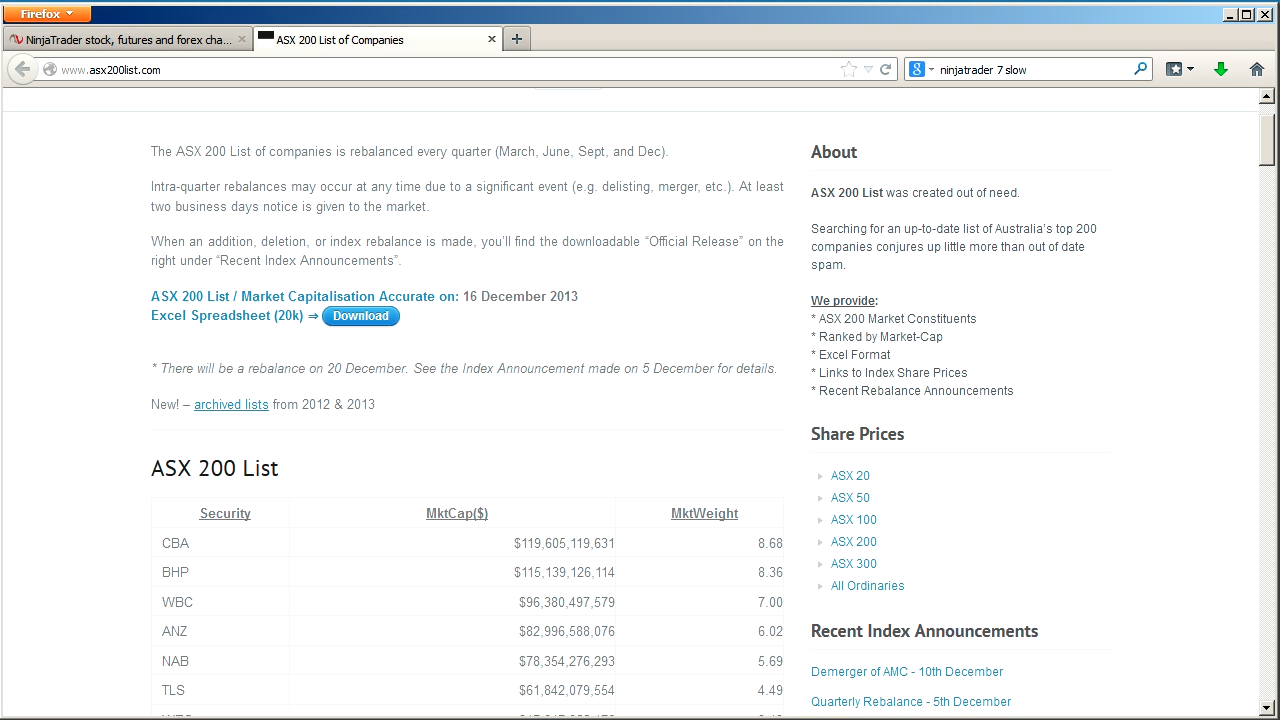 Firefox
NinjaTrader stock, futures and forex cha...
ASX 200 List of Companies
www.asx200list.com
ninjatrader 7 slow
The ASX 200 List of companies is rebalanced every quarter (March, June, Sept, and Dec).
Intra-quarter rebalances may occur at any time due to a significant event (e.g. delisting, merger, etc.). At least
two business days notice is given to the market.
When an addition, deletion, or index rebalance is made, you'll find the downloadable “Official Release” on the
right under “Recent Index Announcements”.
ASX 200 List / Market Capitalisation Accurate on: 16 December 2013
Excel Spreadsheet (20k) ⇒ Download
* There will be a rebalance on 20 December. See the Index Announcement made on 5 December for details.
New! – archived lists from 2012 & 2013
ASX 200 List
Security MktCap($) MktWeight
CBA $119,605,119,631 8.68
BHP $115,139,126,114 8.36
WBC $96,380,497,579 7.00
ANZ $82,996,588,076 6.02
NAB $78,354,276,293 5.69
TLS $61,842,079,554 4.49
About
ASX 200 List was created out of need.
Searching for an up-to-date list of Australia's top 200
companies conjures up little more than out of date
spam.
We provide:
* ASX 200 Market Constituents
* Ranked by Market-Cap
* Excel Format
* Links to Index Share Prices
* Recent Rebalance Announcements
Share Prices
ASX 20
ASX 50
ASX 100
ASX 200
ASX 300
All Ordinaries
Recent Index Announcements
Demerger of AMC - 10th December
Quarterly Rebalance - 5th December